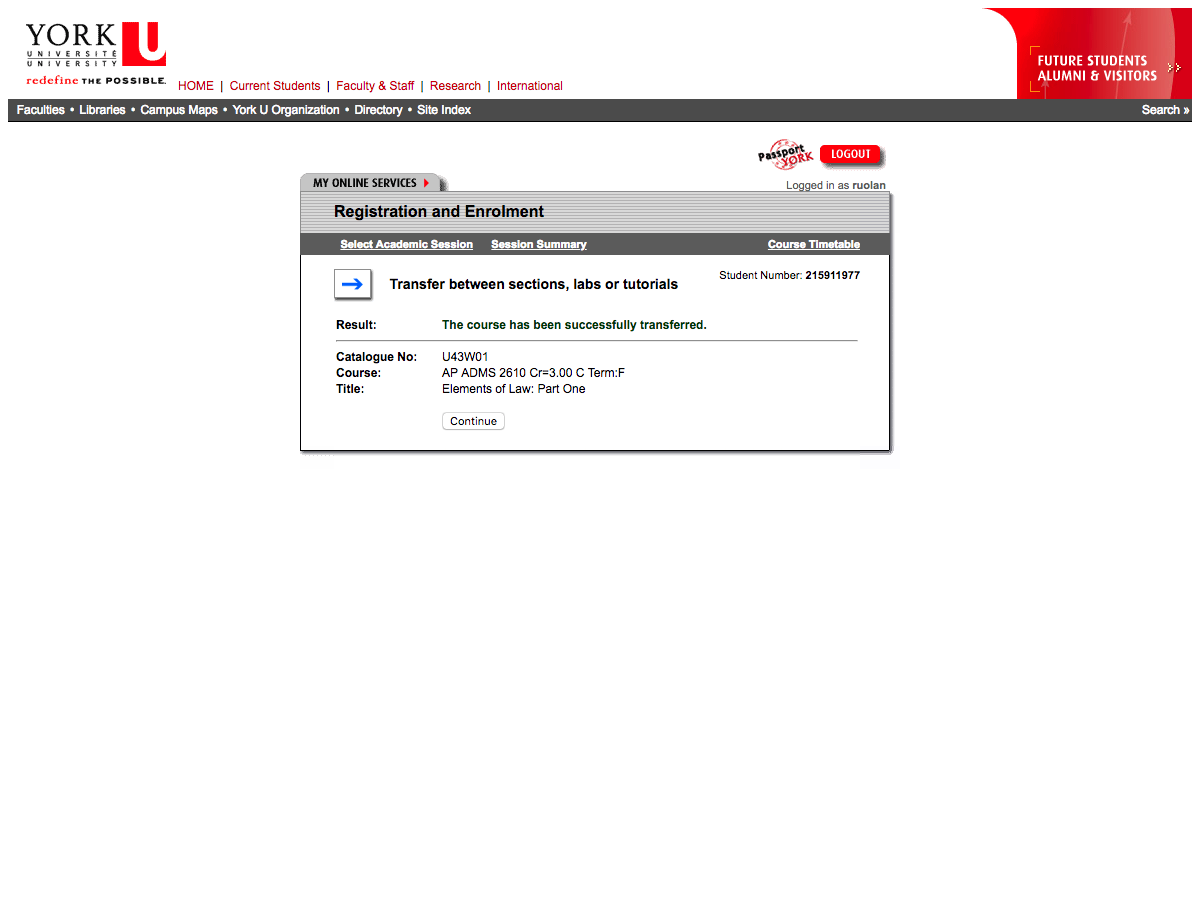 YORK U
UNIVERSITÉ
UNIVERSITY
redefine THE POSSIBLE.
HOME | Current Students | Faculty & Staff | Research | International
FUTURE STUDENTS
ALUMNI & VISITORS
Faculties • Libraries • Campus Maps • York U Organization • Directory • Site Index
Search »
Passport YORK
LOGOUT
Logged in as ruolan
MY ONLINE SERVICES
Registration and Enrolment
Select Academic Session Session Summary Course Timetable
Student Number: 215911977
Transfer between sections, labs or tutorials
Result: The course has been successfully transferred.
Catalogue No: U43W01
Course: AP ADMS 2610 Cr=3.00 C Term:F
Title: Elements of Law: Part One
Continue